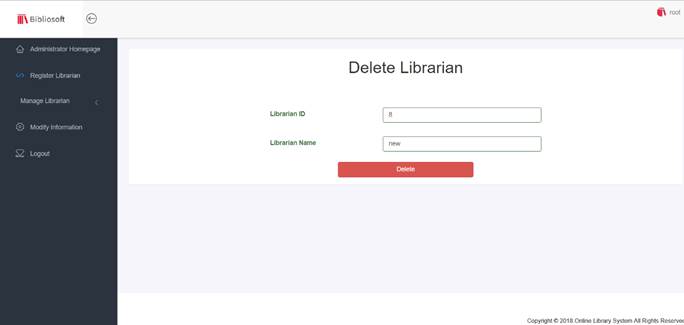 Bibliosoft
root
Administrator Homepage
Register Librarian
Manage Librarian
Modify Information
Logout
Delete Librarian
Librarian ID
8
Librarian Name
new
Delete
Copyright © 2018 Online Library System All Rights Reserved